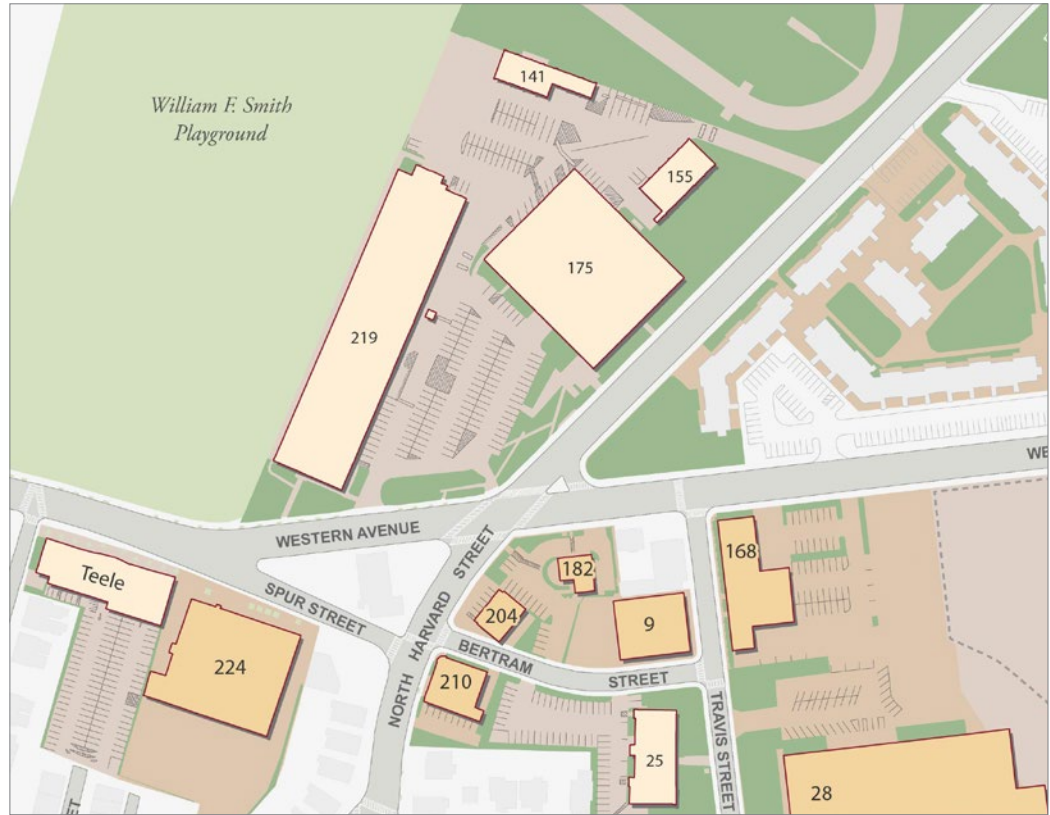 141
William F. Smith
Playground
155
175
219
WE
WESTERN AVENUE
168
182
Teele
SPUR STREET
NORTH HARVARD STREET
204
9
224
BERTRAM STREET
210
TRAVIS STREET
25
28
ET